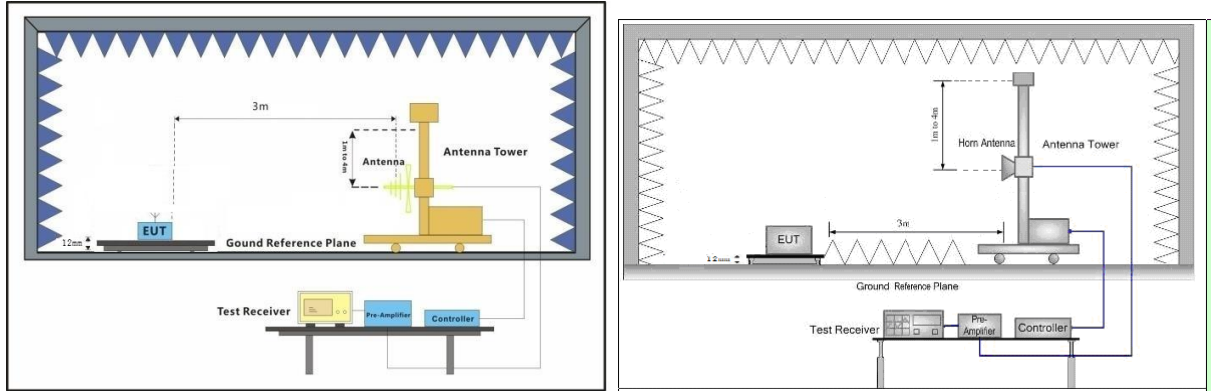 3m
1m to 4m
Antenna
Antenna Tower
EUT
12mm
Gound Reference Plane
Test Receiver
Pre-Amplifier
Controller
1m to 4m
Horn Antenna
Antenna Tower
3m
EUT
12mm
Ground Reference Plane
Test Receiver
Pre-
Amplifier
Controller